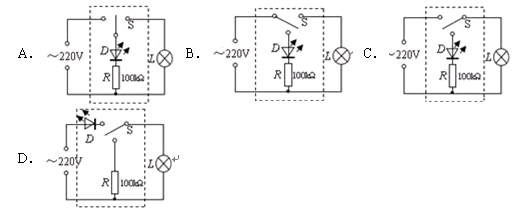 A. ~220V D S R 100kΩ L B. ~220V D S R 100kΩ L C. ~220V D S R 100kΩ L
D. ~220V D S R 100kΩ L